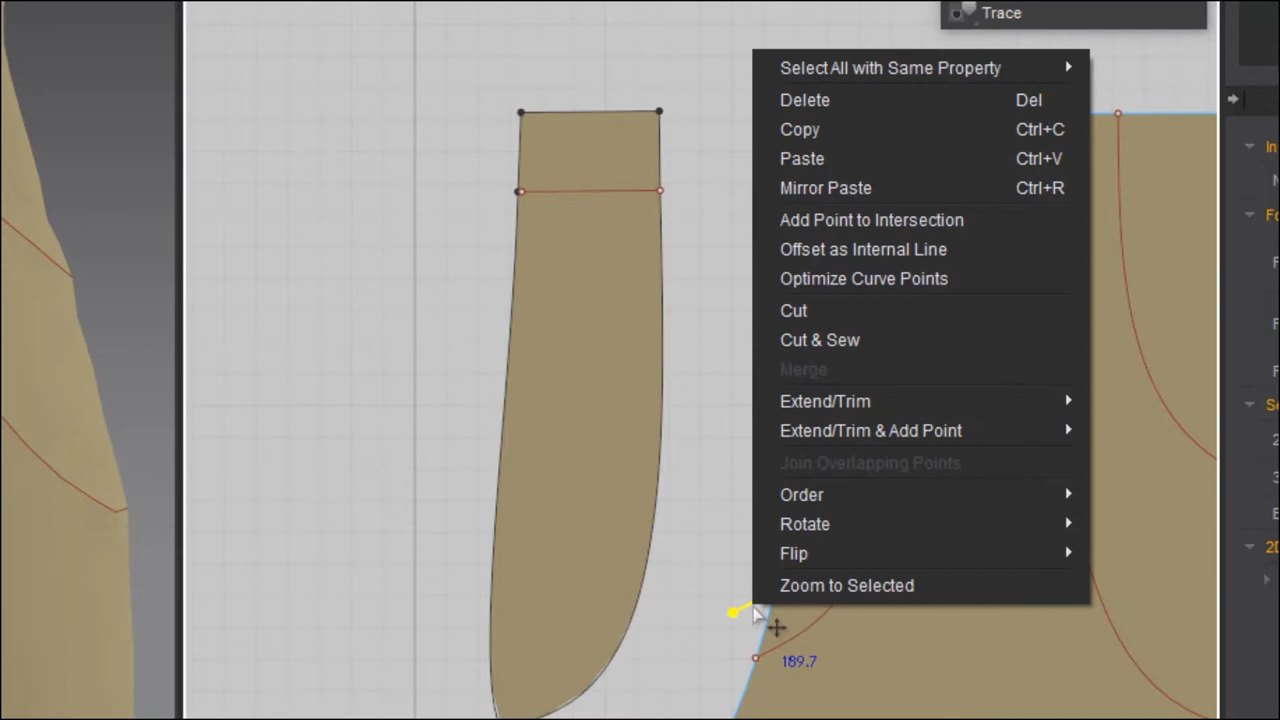 Trace
Select All with Same Property
Delete Del
Copy Ctrl+C
Paste Ctrl+V
Mirror Paste Ctrl+R
Add Point to Intersection
Offset as Internal Line
Optimize Curve Points
Cut
Cut & Sew
Merge
Extend/Trim
Extend/Trim & Add Point
Join Overlapping Points
Order
Rotate
Flip
Zoom to Selected
189.7